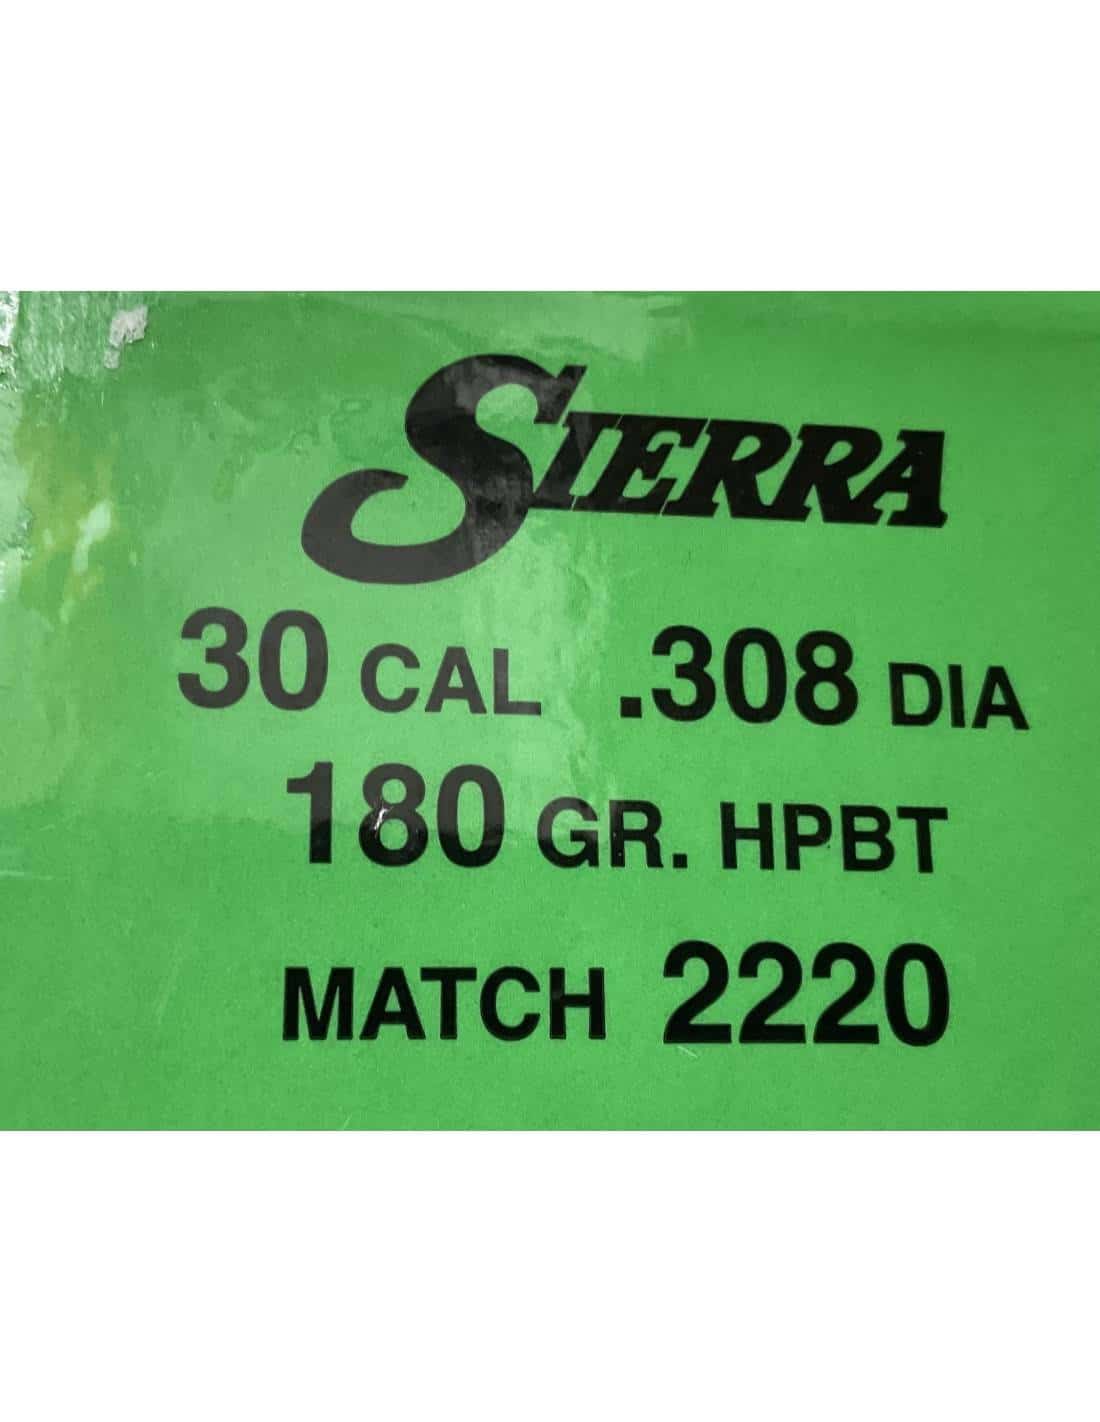 SIERRA
30 CAL .308 DIA
180 GR. HPBT
MATCH 2220